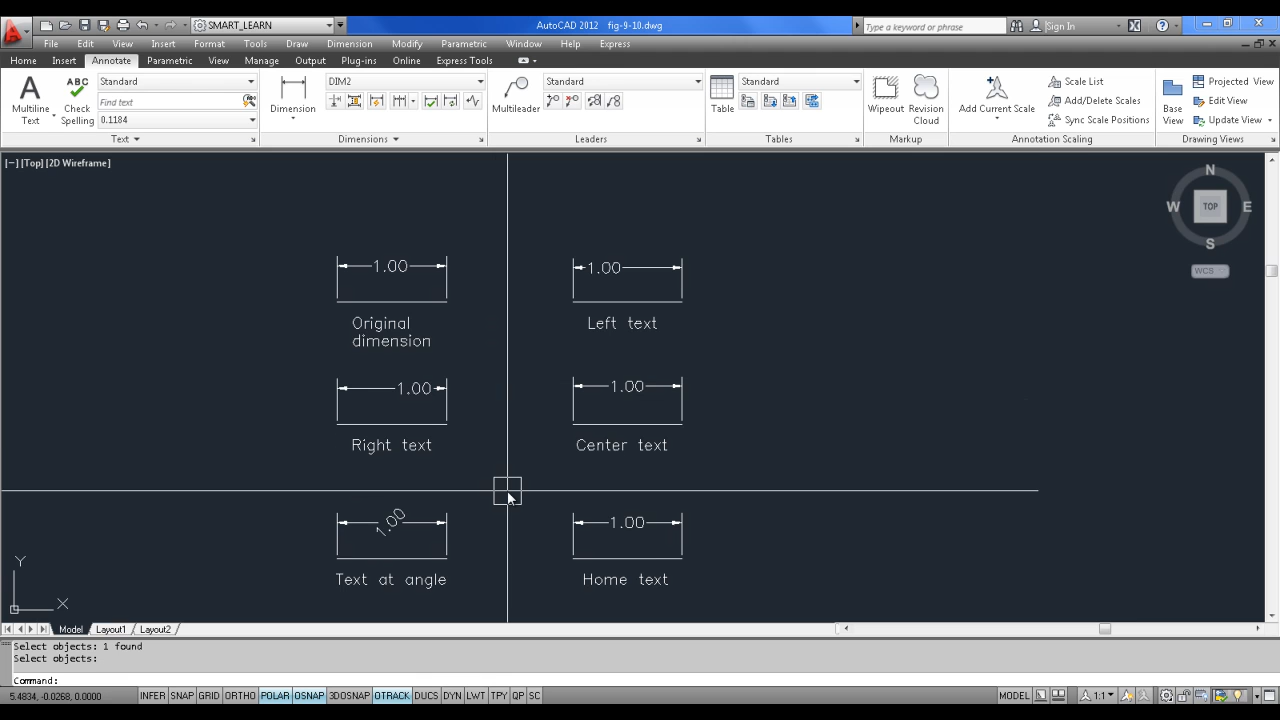 SMART_LEARN
AutoCAD 2012 fig-9-10.dwg
Type a keyword or phrase
Sign In
File Edit View Insert Format Tools Draw Dimension Modify Parametric Window Help Express
Home Insert Annotate Parametric View Manage Output Plug-ins Online Express Tools
Multiline Text
ABC
Check Spelling
Standard
Find text
0.1184
Text
Dimension
DIM2
Dimensions
Multileader
Standard
Leaders
Table
Standard
Tables
Wipeout
Revision Cloud
Markup
Add Current Scale
Scale List
Add/Delete Scales
Sync Scale Positions
Annotation Scaling
Base View
Projected View
Edit View
Update View
Drawing Views
[−] [Top] [2D Wireframe]
N
W TOP E
S
WCS
1.00 1.00
Original
dimension
Left text
1.00 1.00
Right text Center text
1.00 1.00
Text at angle Home text
Y
X
Model Layout1 Layout2
Select objects: 1 found
Select objects:
Command:
5.4834, -0.0268, 0.0000 INFER SNAP GRID ORTHO POLAR OSNAP 3DOSNAP OTRACK DUCS DYN LWT TPY QP SC MODEL 1:1